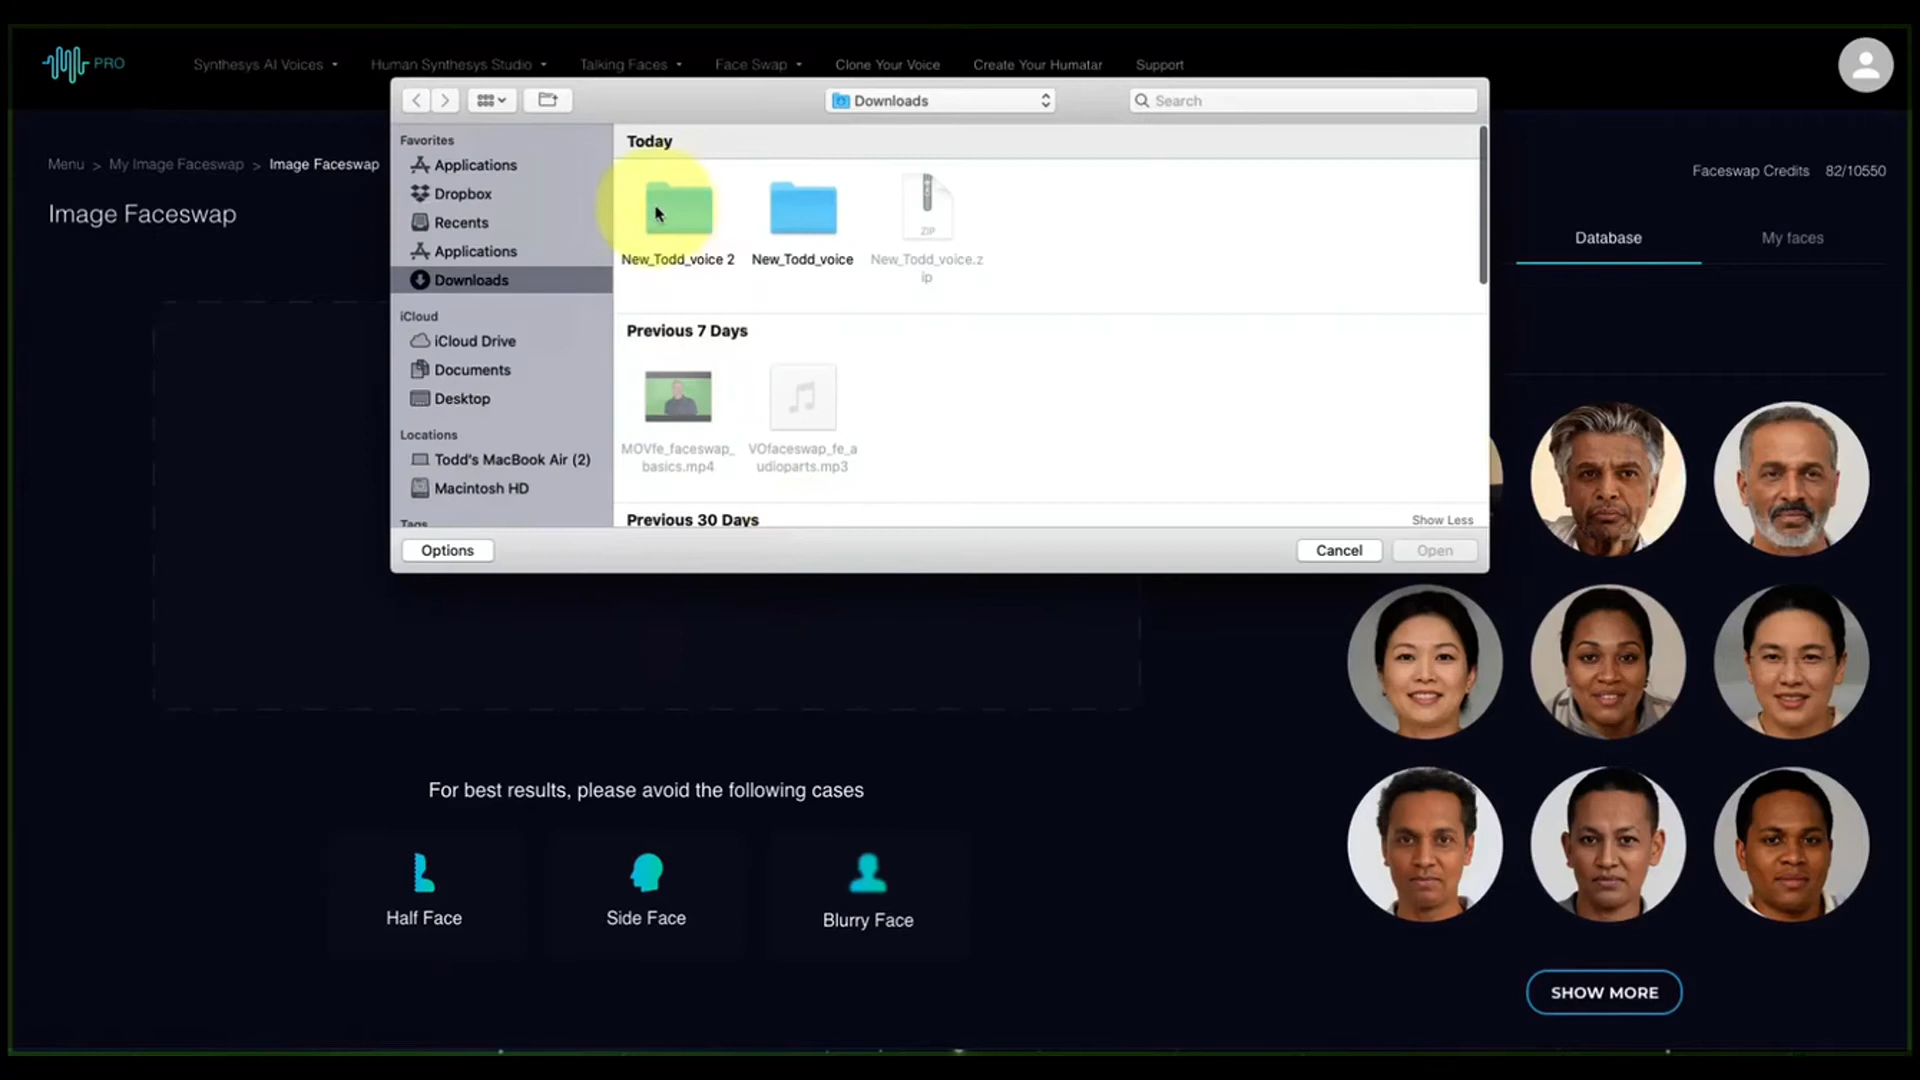 PRO
Synthesys AI Voices
Human Synthesys Studio
Talking Faces
Face Swap
Clone Your Voice
Create Your Humatar
Support
Downloads
Search
Favorites
Applications
Dropbox
Recents
Applications
Downloads
iCloud
iCloud Drive
Documents
Desktop
Locations
Todd's MacBook Air (2)
Macintosh HD
Tags
Today
New_Todd_voice 2
New_Todd_voice
ZIP
New_Todd_voice.z
ip
Previous 7 Days
MOVfe_faceswap_
basics.mp4
VOfaceswap_fe_a
udioparts.mp3
Previous 30 Days
Show Less
Options
Cancel
Open
Menu > My Image Faceswap > Image Faceswap
Image Faceswap
Faceswap Credits 82/10550
Database
My faces
For best results, please avoid the following cases
Half Face
Side Face
Blurry Face
SHOW MORE